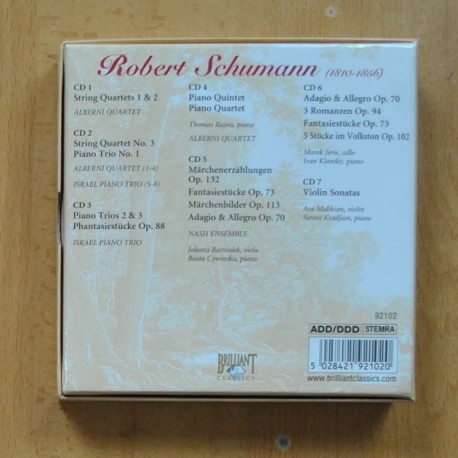 Robert Schumann (1810-1856)
CD 1
String Quartets 1 & 2
ALBERNI QUARTET
CD 2
String Quartet No. 3
Piano Trio No. 1
ALBERNI QUARTET (1-4)
ISRAEL PIANO TRIO (5-8)
CD 3
Piano Trios 2 & 3
Phantasiestücke Op. 88
ISRAEL PIANO TRIO
CD 4
Piano Quintet
Piano Quartet
Thomas Rajna, piano
ALBERNI QUARTET
CD 5
Märchenerzählungen
Op. 132
Fantasiestücke Op. 73
Märchenbilder Op. 113
Adagio & Allegro Op. 70
NASH ENSEMBLE
Jolanta Bartosiak, viola
Beata Cywinska, piano
CD 6
Adagio & Allegro Op. 70
3 Romanzen Op. 94
Fantasiestücke Op. 73
5 Stücke im Volkston Op. 102
Marek Jerie, cello
Ivan Klansky, piano
CD 7
Violin Sonatas
Ara Malikian, violin
Serouj Kradjian, piano
92102
ADD/DDD STEMRA
5 028421 921020
www.brilliantclassics.com
BRILLIANT
CLASSICS